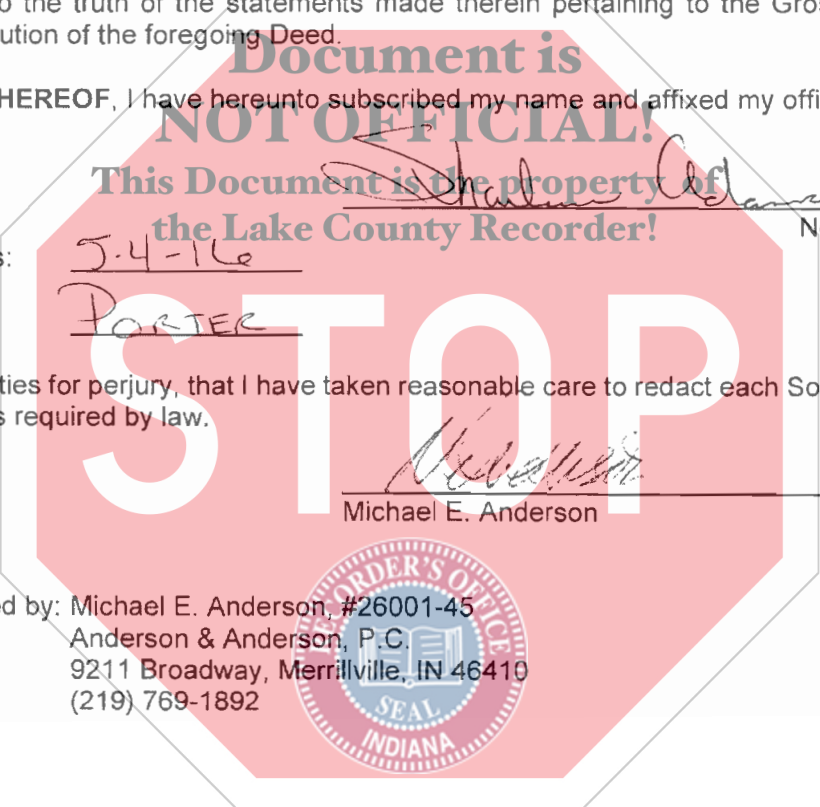 o the truth of the statements made therein pertaining to the Gros
ution of the foregoing Deed.
Document is
HEREOF, I have hereunto subscribed my name and affixed my offi
NOT OFFICIAL!
This Document is the property of
the Lake County Recorder!
N
s:
5-4-16
PORTER
STOP
ties for perjury, that I have taken reasonable care to redact each So
s required by law.
Michael E. Anderson
RECORDER'S OFFICE
ed by: Michael E. Anderson, #26001-45
Anderson & Anderson, P.C.
9211 Broadway, Merrillville, IN 46410
(219) 769-1892
SEAL
INDIANA